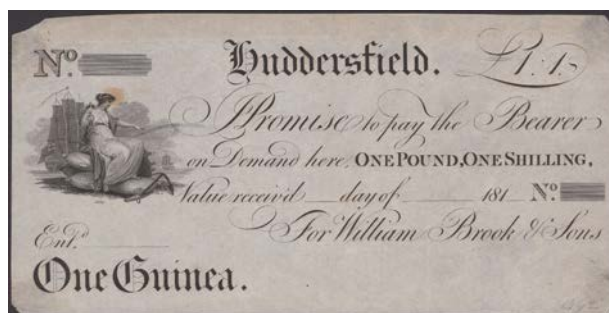 No. Huddersfield. £1:1:-
I Promise to pay the Bearer
on Demand here, ONE POUND, ONE SHILLING,
Value receiv'd day of 181 No.
For William Brook & Sons
Ent.d
One Guinea.